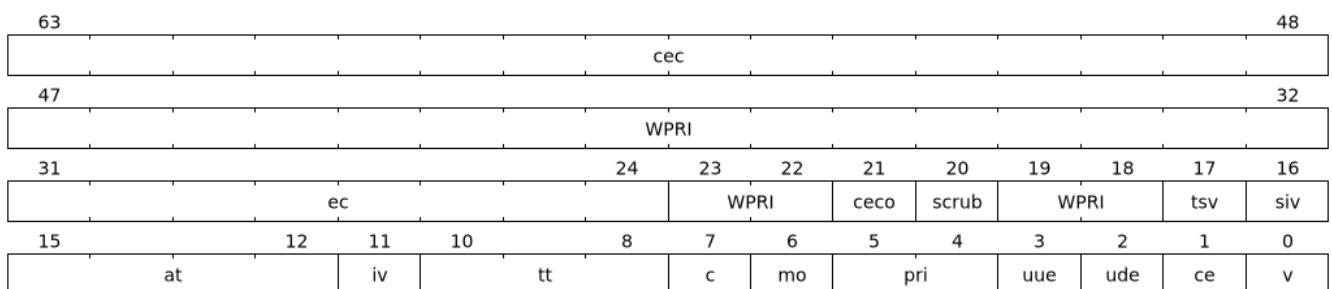 63 48
cec
47 32
WPRI
31 24 23 22 21 20 19 18 17 16
ec WPRI ceco scrub WPRI tsv siv
15 12 11 10 8 7 6 5 4 3 2 1 0
at iv tt c mo pri uue ude ce v